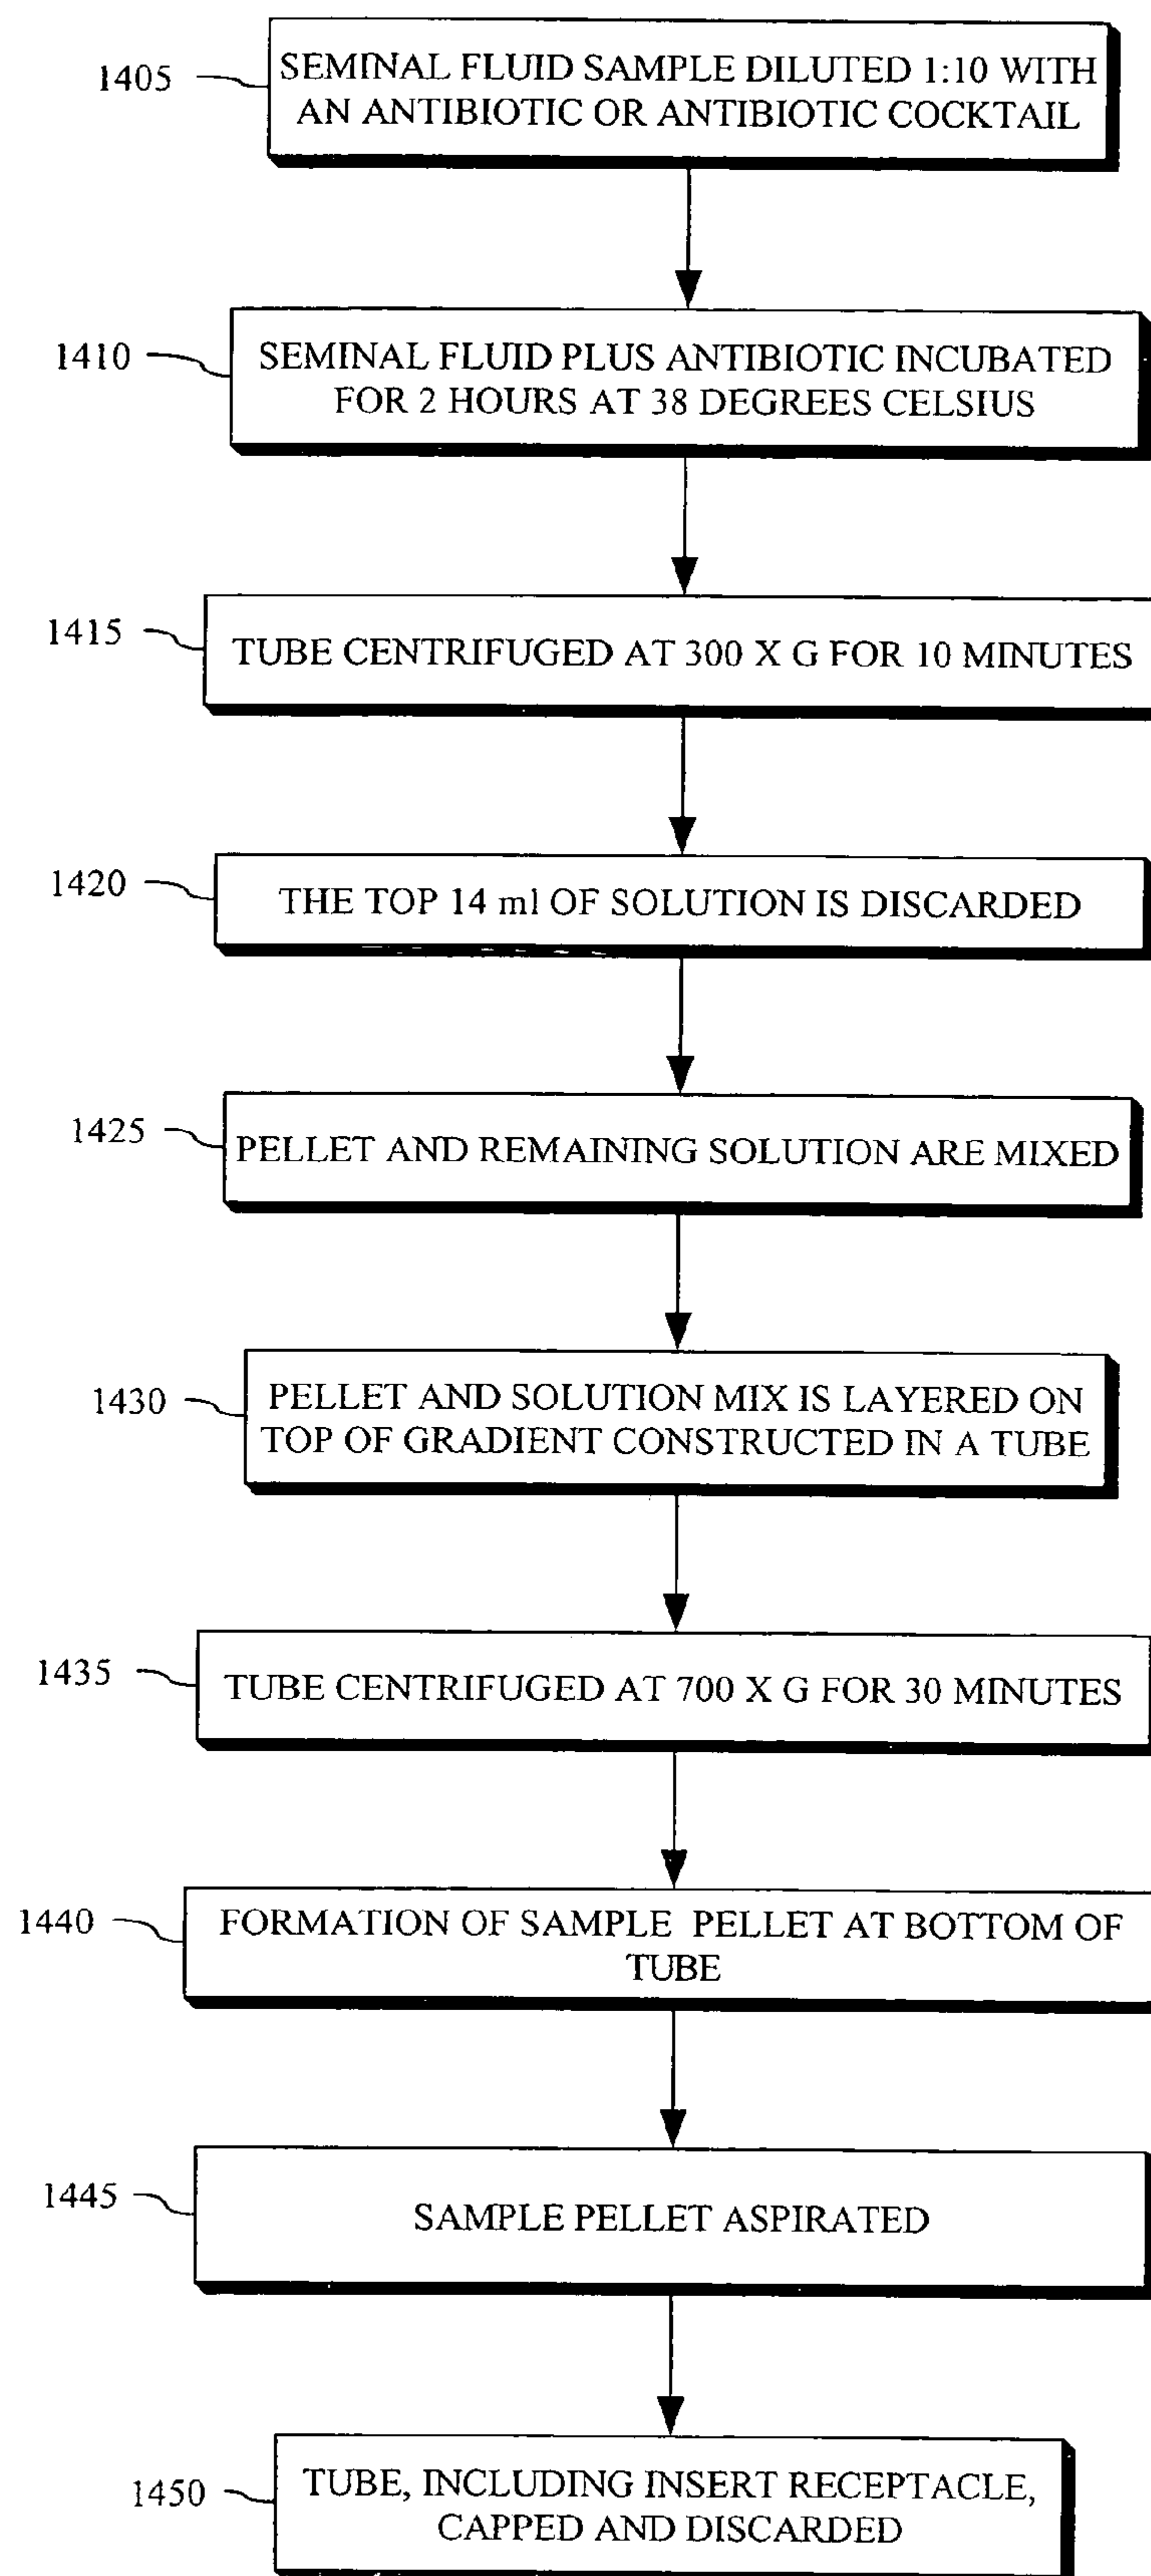 1405
SEMINAL FLUID SAMPLE DILUTED 1:10 WITH
AN ANTIBIOTIC OR ANTIBIOTIC COCKTAIL
1410
SEMINAL FLUID PLUS ANTIBIOTIC INCUBATED
FOR 2 HOURS AT 38 DEGREES CELSIUS
1415
TUBE CENTRIFUGED AT 300 X G FOR 10 MINUTES
1420
THE TOP 14 ml OF SOLUTION IS DISCARDED
1425
PELLET AND REMAINING SOLUTION ARE MIXED
1430
PELLET AND SOLUTION MIX IS LAYERED ON
TOP OF GRADIENT CONSTRUCTED IN A TUBE
1435
TUBE CENTRIFUGED AT 700 X G FOR 30 MINUTES
1440
FORMATION OF SAMPLE PELLET AT BOTTOM OF
TUBE
1445
SAMPLE PELLET ASPIRATED
1450
TUBE, INCLUDING INSERT RECEPTACLE,
CAPPED AND DISCARDED